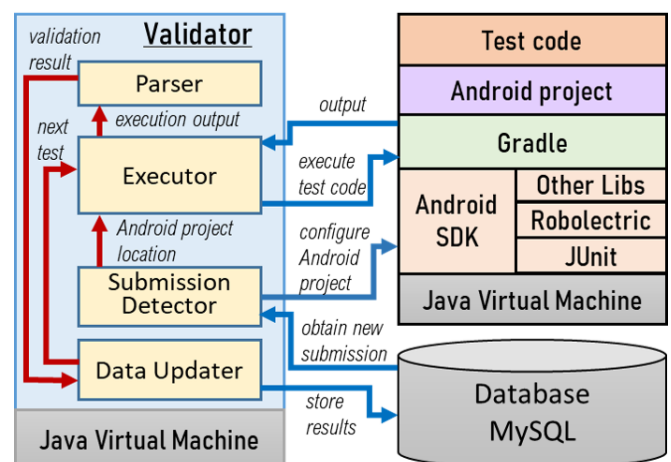 validation
result
Validator
Parser
execution output
next
test
Executor
Android project
location
Submission
Detector
Data Updater
Java Virtual Machine
output
execute
test code
configure
Android
project
obtain new
submission
store
results
Test code
Android project
Gradle
Android
SDK
Other Libs
Robolectric
JUnit
Java Virtual Machine
Database
MySQL